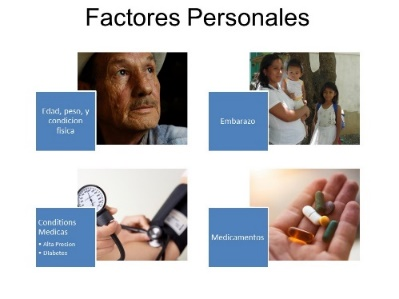 Factores Personales
Edad, peso, y
condicion
fisica
Embarazo
Conditions
Medicas
• Alta Presion
• Diabetes
Medicamentos